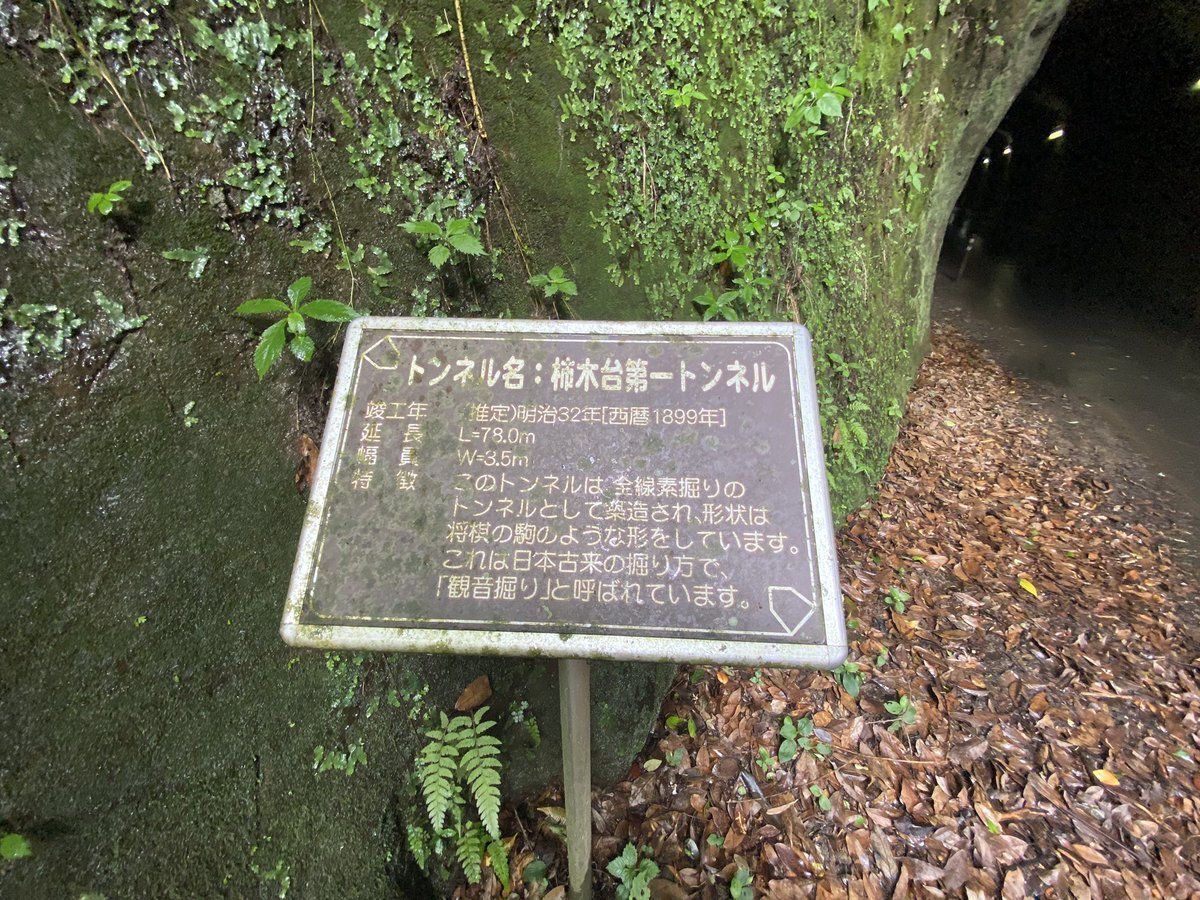 トンネル名:柿木台第一トンネル
竣工年 (推定)明治32年[西暦1899年]
延長 L=78.0m
幅員 W=3.5m
特徴 このトンネルは、全線素掘りの
トンネルとして築造され、形状は
将棋の駒のような形をしています。
これは日本古来の掘り方で、
「観音掘り」と呼ばれています。